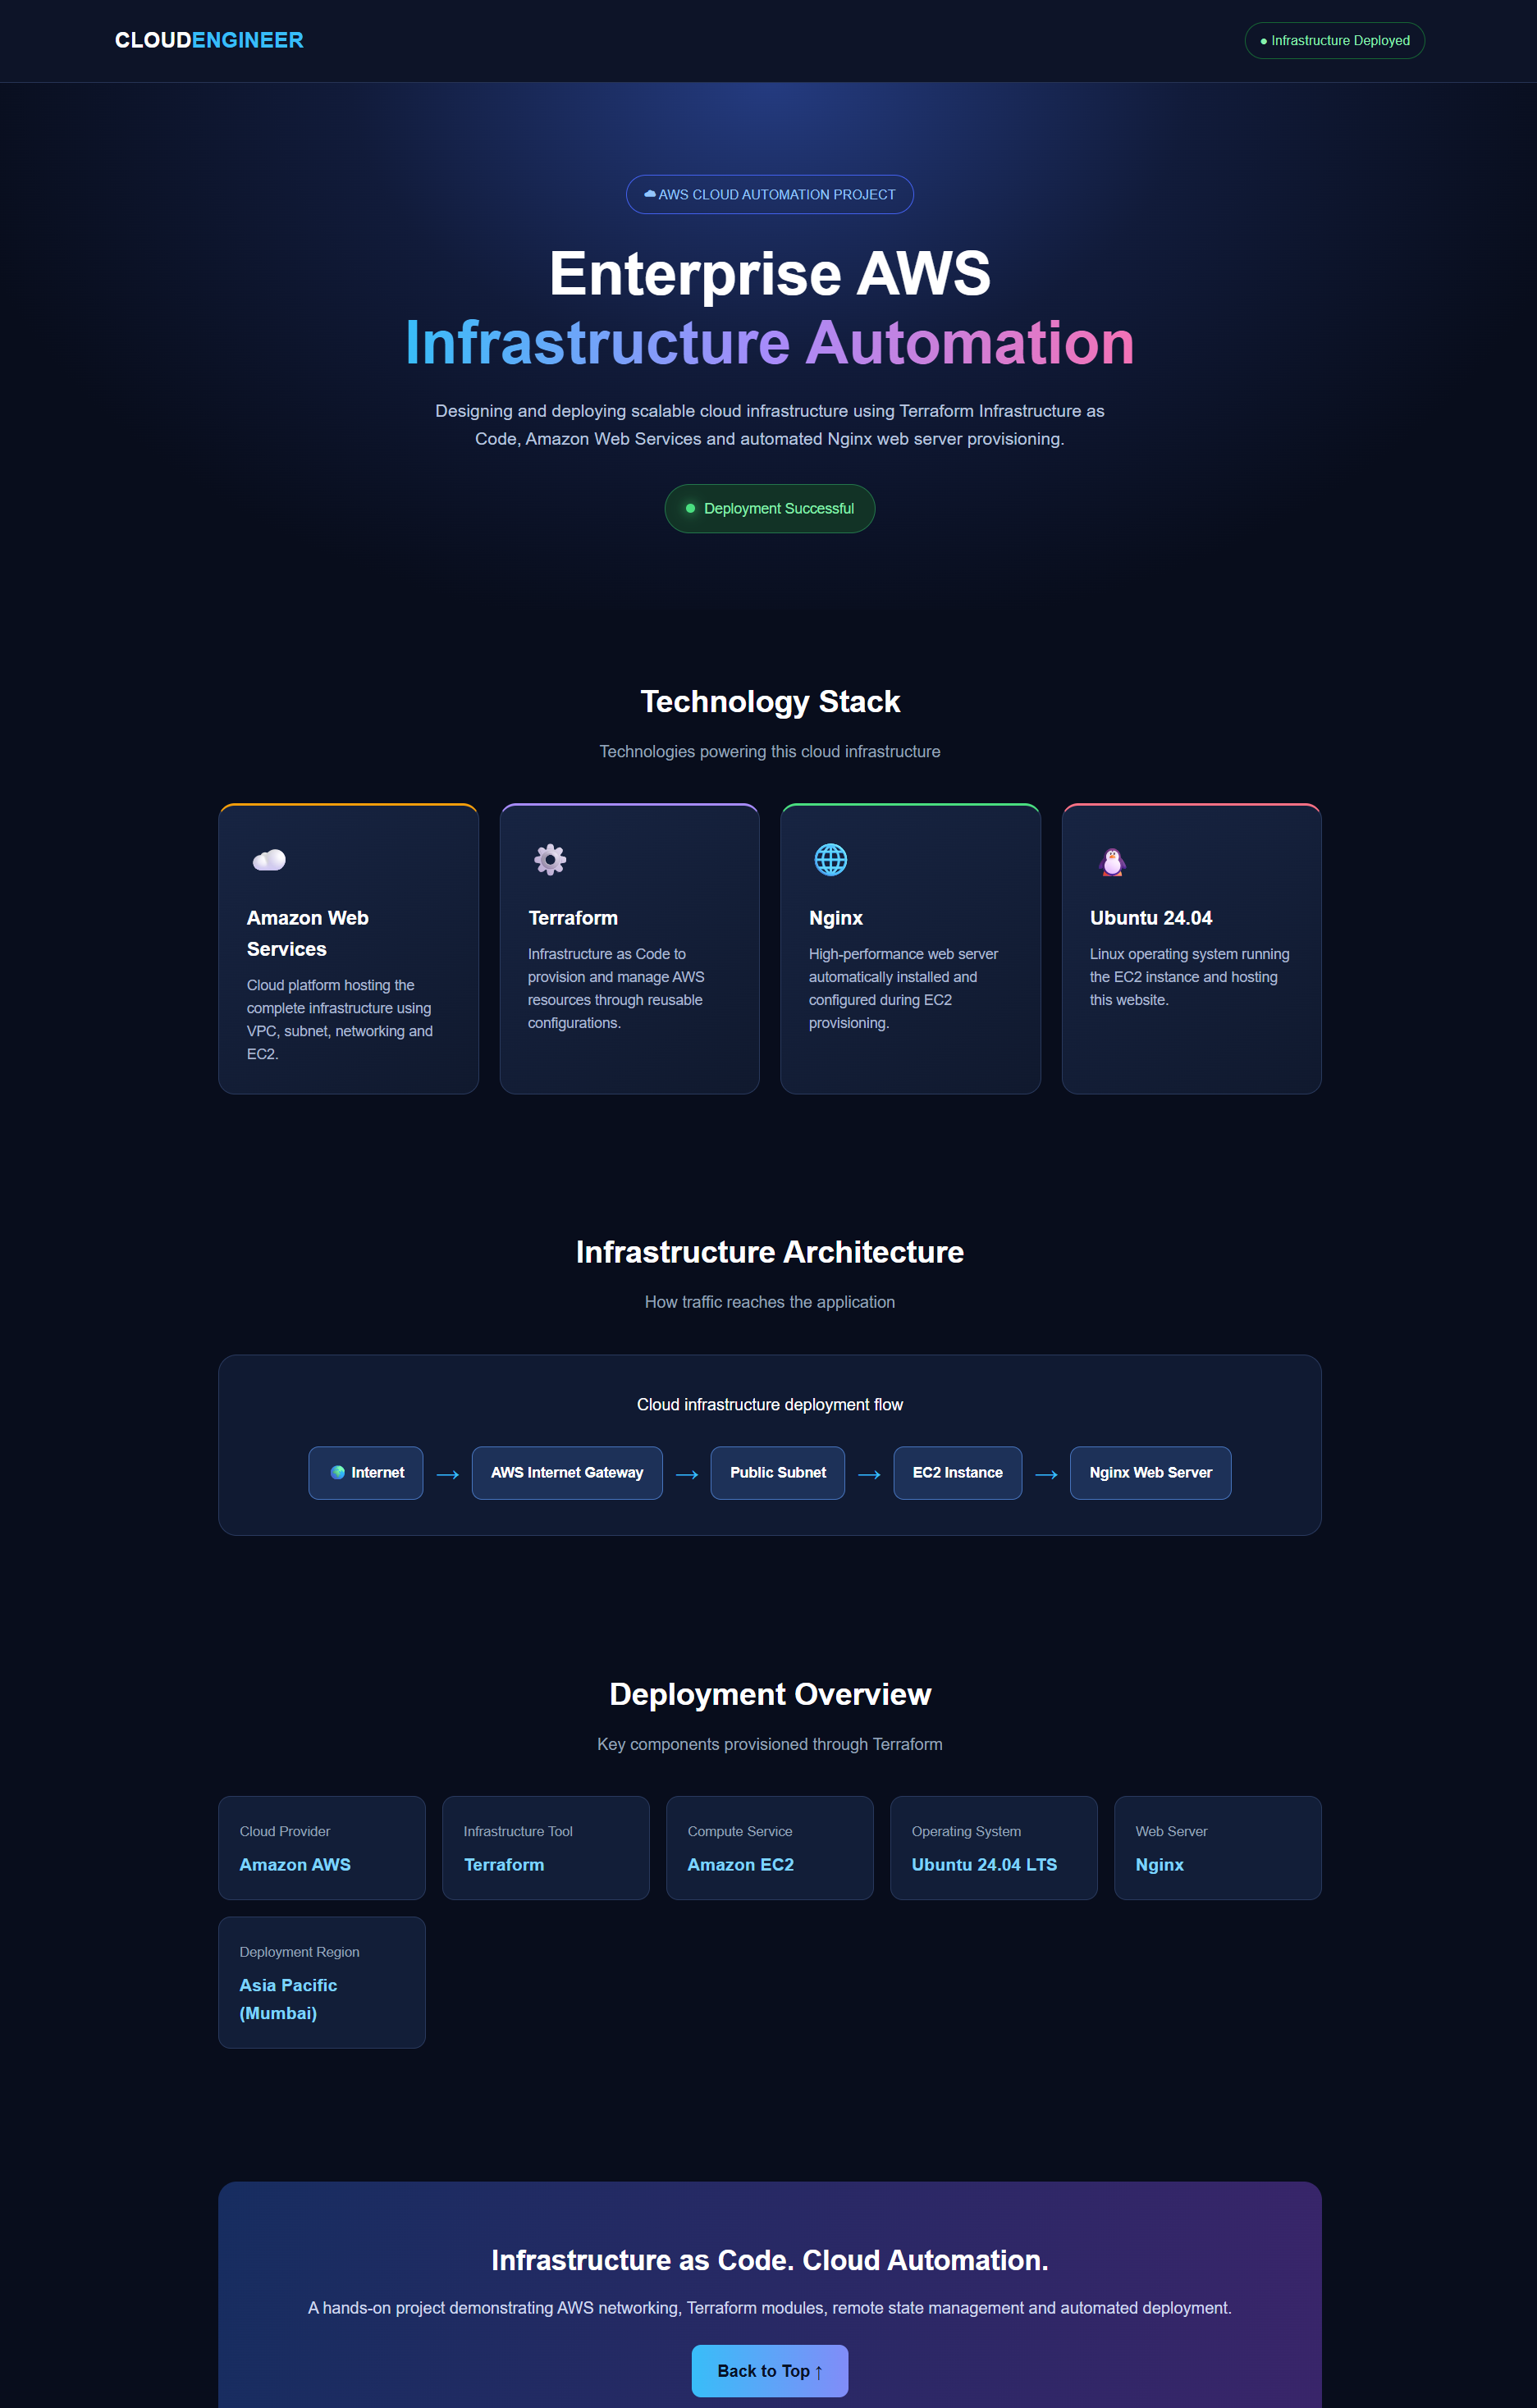 CLOUDENGINEER
● Infrastructure Deployed
☁ AWS CLOUD AUTOMATION PROJECT
Enterprise AWS
Infrastructure Automation
Designing and deploying scalable cloud infrastructure using Terraform Infrastructure as
Code, Amazon Web Services and automated Nginx web server provisioning.
Deployment Successful
Technology Stack
Technologies powering this cloud infrastructure
Amazon Web
Services
Cloud platform hosting the
complete infrastructure using
VPC, subnet, networking and
EC2.
Terraform
Infrastructure as Code to
provision and manage AWS
resources through reusable
configurations.
Nginx
High-performance web server
automatically installed and
configured during EC2
provisioning.
Ubuntu 24.04
Linux operating system running
the EC2 instance and hosting
this website.
Infrastructure Architecture
How traffic reaches the application
Cloud infrastructure deployment flow
Internet → AWS Internet Gateway → Public Subnet → EC2 Instance → Nginx Web Server
Deployment Overview
Key components provisioned through Terraform
Cloud Provider
Amazon AWS
Infrastructure Tool
Terraform
Compute Service
Amazon EC2
Operating System
Ubuntu 24.04 LTS
Web Server
Nginx
Deployment Region
Asia Pacific
(Mumbai)
Infrastructure as Code. Cloud Automation.
A hands-on project demonstrating AWS networking, Terraform modules, remote state management and automated deployment.
Back to Top ↑